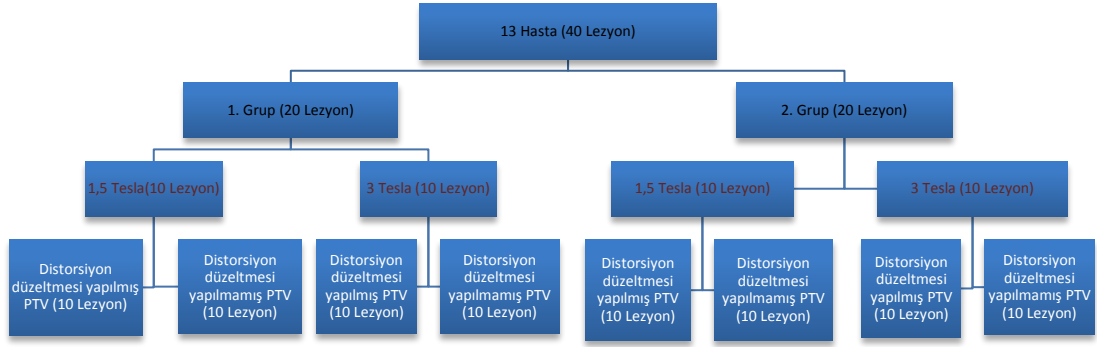 13 Hasta (40 Lezyon)
1. Grup (20 Lezyon)
2. Grup (20 Lezyon)
1,5 Tesla(10 Lezyon)
3 Tesla (10 Lezyon)
1,5 Tesla (10 Lezyon)
3 Tesla (10 Lezyon)
Distorsiyon
düzeltmesi yapılmış
PTV (10 Lezyon)
Distorsiyon
düzeltmesi
yapılmamış PTV
(10 Lezyon)
Distorsiyon
düzeltmesi
yapılmış PTV
(10 Lezyon)
Distorsiyon
düzeltmesi
yapılmamış PTV
(10 Lezyon)
Distorsiyon
düzeltmesi
yapılmış PTV
(10 Lezyon)
Distorsiyon
düzeltmesi
yapılmamış PTV
(10 Lezyon)
Distorsiyon
düzeltmesi
yapılmış PTV
(10 Lezyon)
Distorsiyon
düzeltmesi
yapılmamış PTV
(10 Lezyon)